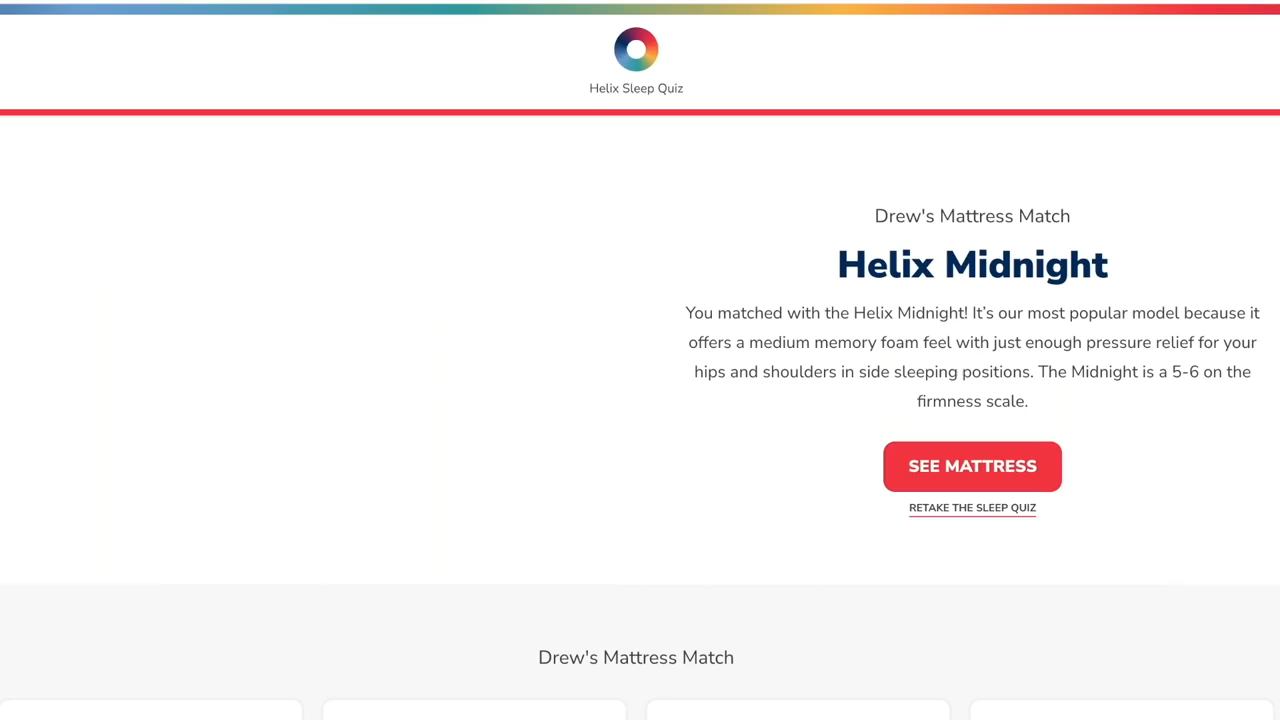 Helix Sleep Quiz
Drew's Mattress Match
Helix Midnight
You matched with the Helix Midnight! It’s our most popular model because it
offers a medium memory foam feel with just enough pressure relief for your
hips and shoulders in side sleeping positions. The Midnight is a 5-6 on the
firmness scale.
SEE MATTRESS
RETAKE THE SLEEP QUIZ
Drew's Mattress Match